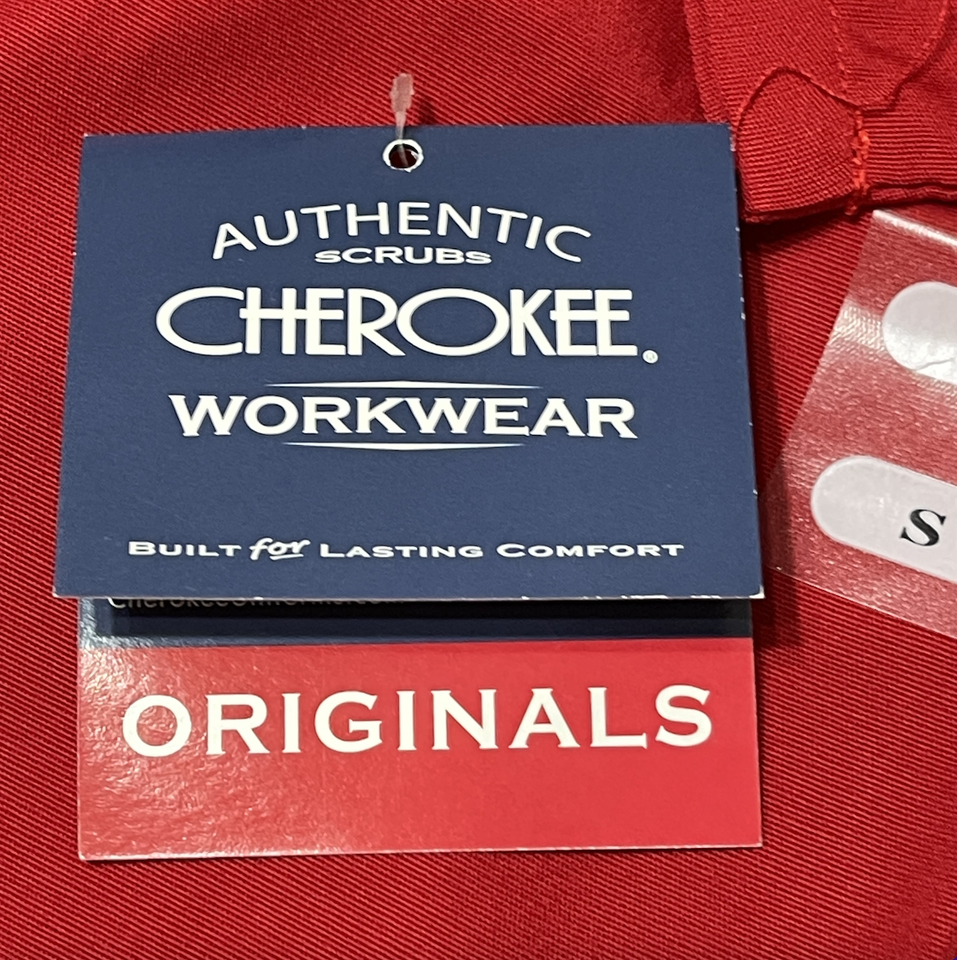 AUTHENTIC
SCRUBS
CHEROKEE®
WORKWEAR
BUILT for LASTING COMFORT
ORIGINALS
S